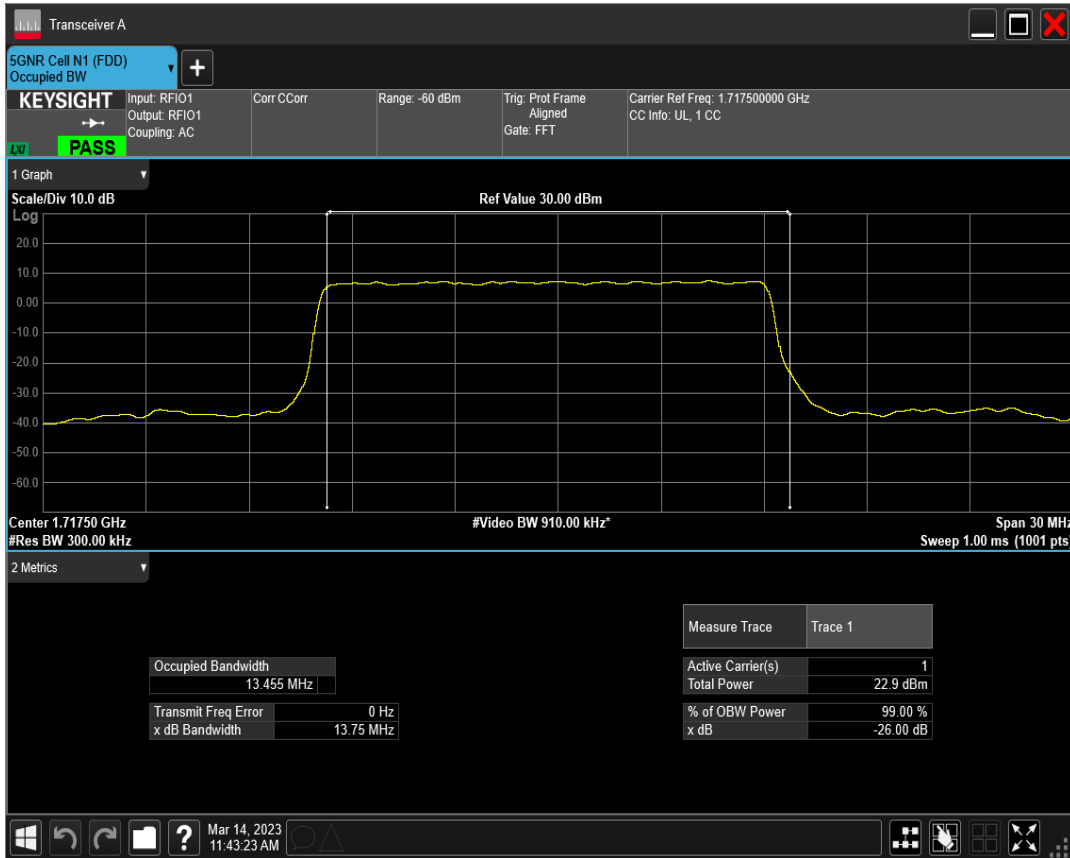 Transceiver A
5GNR Cell N1 (FDD)
Occupied BW
+
KEYSIGHT
LXI
PASS
Input: RFIO1
Output: RFIO1
Coupling: AC
Corr CCorr
Range: -60 dBm
Trig: Prot Frame
Aligned
Gate: FFT
Carrier Ref Freq: 1.717500000 GHz
CC Info: UL, 1 CC
1 Graph
Scale/Div 10.0 dB
Ref Value 30.00 dBm
Log
20.0
10.0
0.00
-10.0
-20.0
-30.0
-40.0
-50.0
-60.0
Center 1.71750 GHz
#Video BW 910.00 kHz*
Span 30 MHz
#Res BW 300.00 kHz
Sweep 1.00 ms (1001 pts)
2 Metrics
Measure Trace Trace 1
Occupied Bandwidth
13.455 MHz
Transmit Freq Error 0 Hz
x dB Bandwidth 13.75 MHz
Active Carrier(s) 1
Total Power 22.9 dBm
% of OBW Power 99.00 %
x dB -26.00 dB
?
Mar 14, 2023
11:43:23 AM